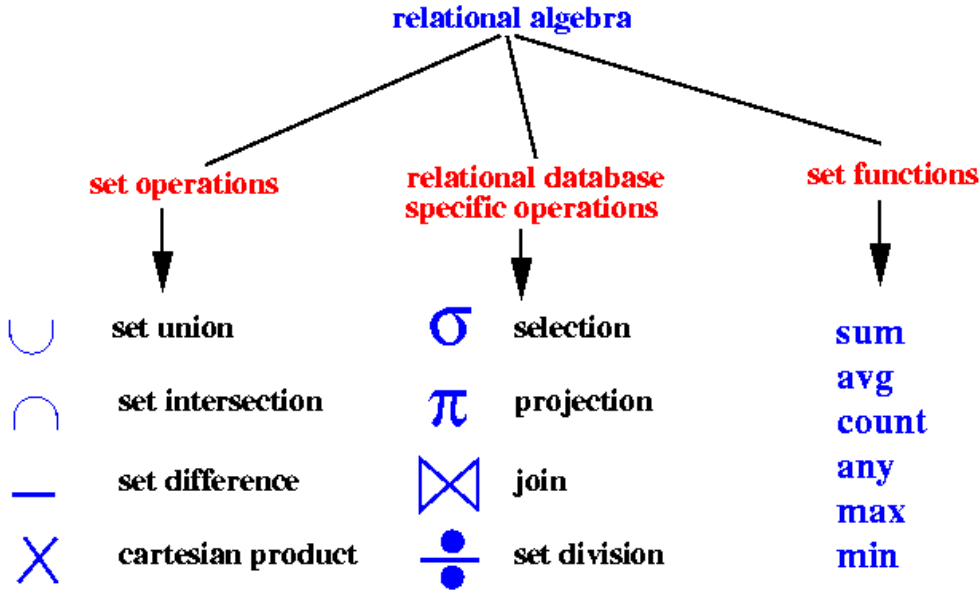 relational algebra
set operations
relational database
specific operations
set functions
∪ set union
∩ set intersection
− set difference
× cartesian product
σ selection
π projection
⋈ join
÷ set division
sum
avg
count
any
max
min